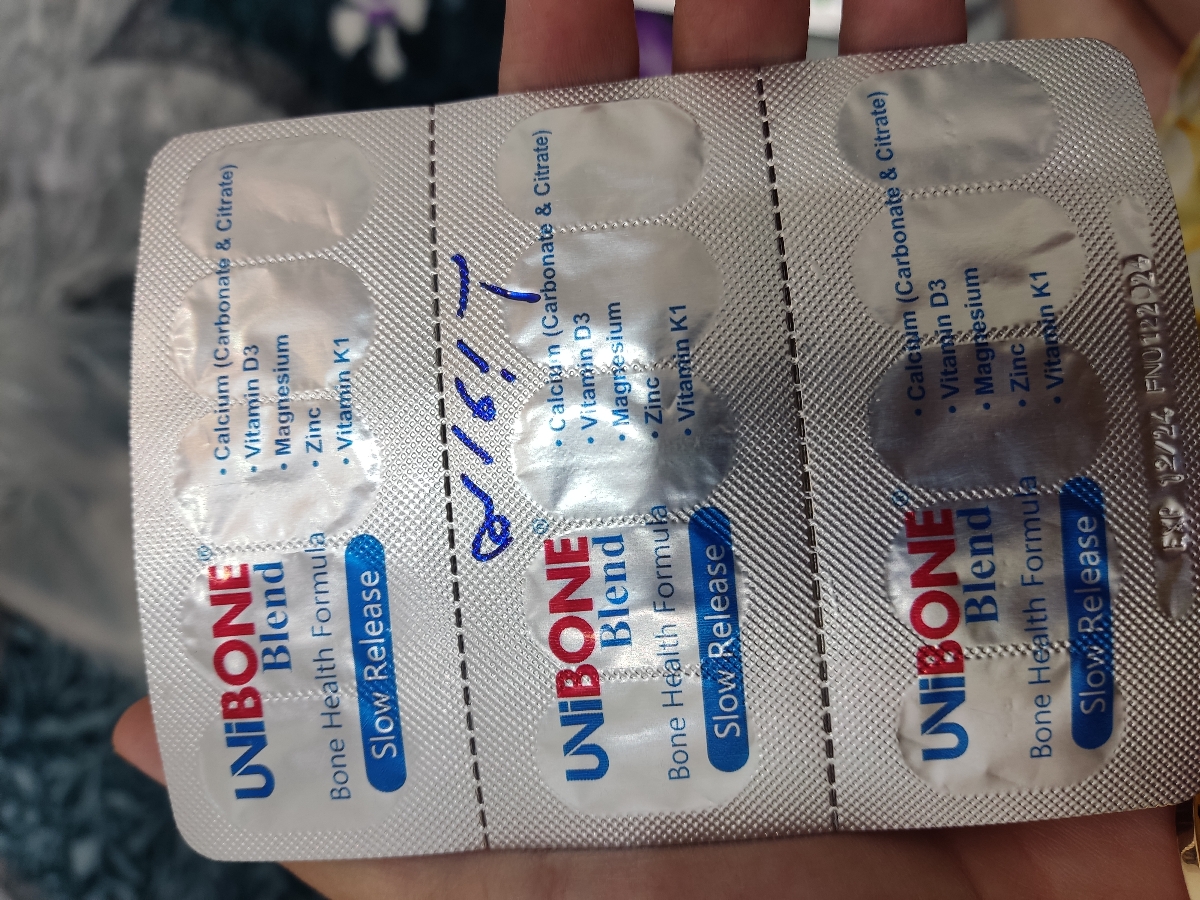 UNiBONE®
Blend
Bone Health Formula
Slow Release
• Calcium (Carbonate & Citrate)
• Vitamin D3
• Magnesium
• Zinc
• Vitamin K1
UNiBONE®
Blend
Bone Health Formula
Slow Release
• Calcium (Carbonate & Citrate)
• Vitamin D3
• Magnesium
• Zinc
• Vitamin K1
UNiBONE®
Blend
Bone Health Formula
Slow Release
• Calcium (Carbonate & Citrate)
• Vitamin D3
• Magnesium
• Zinc
• Vitamin K1
EXP 12/24